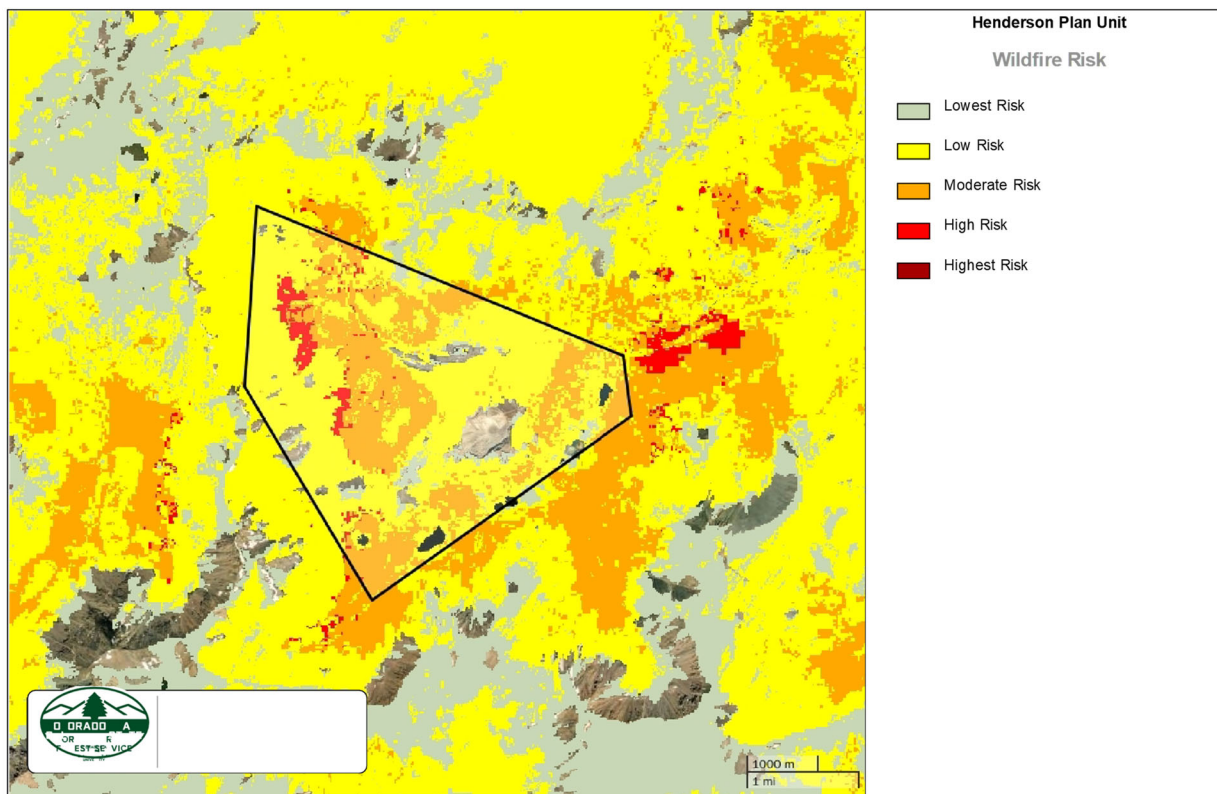 Henderson Plan Unit
Wildfire Risk
Lowest Risk
Low Risk
Moderate Risk
High Risk
Highest Risk
1000 m
1 mi